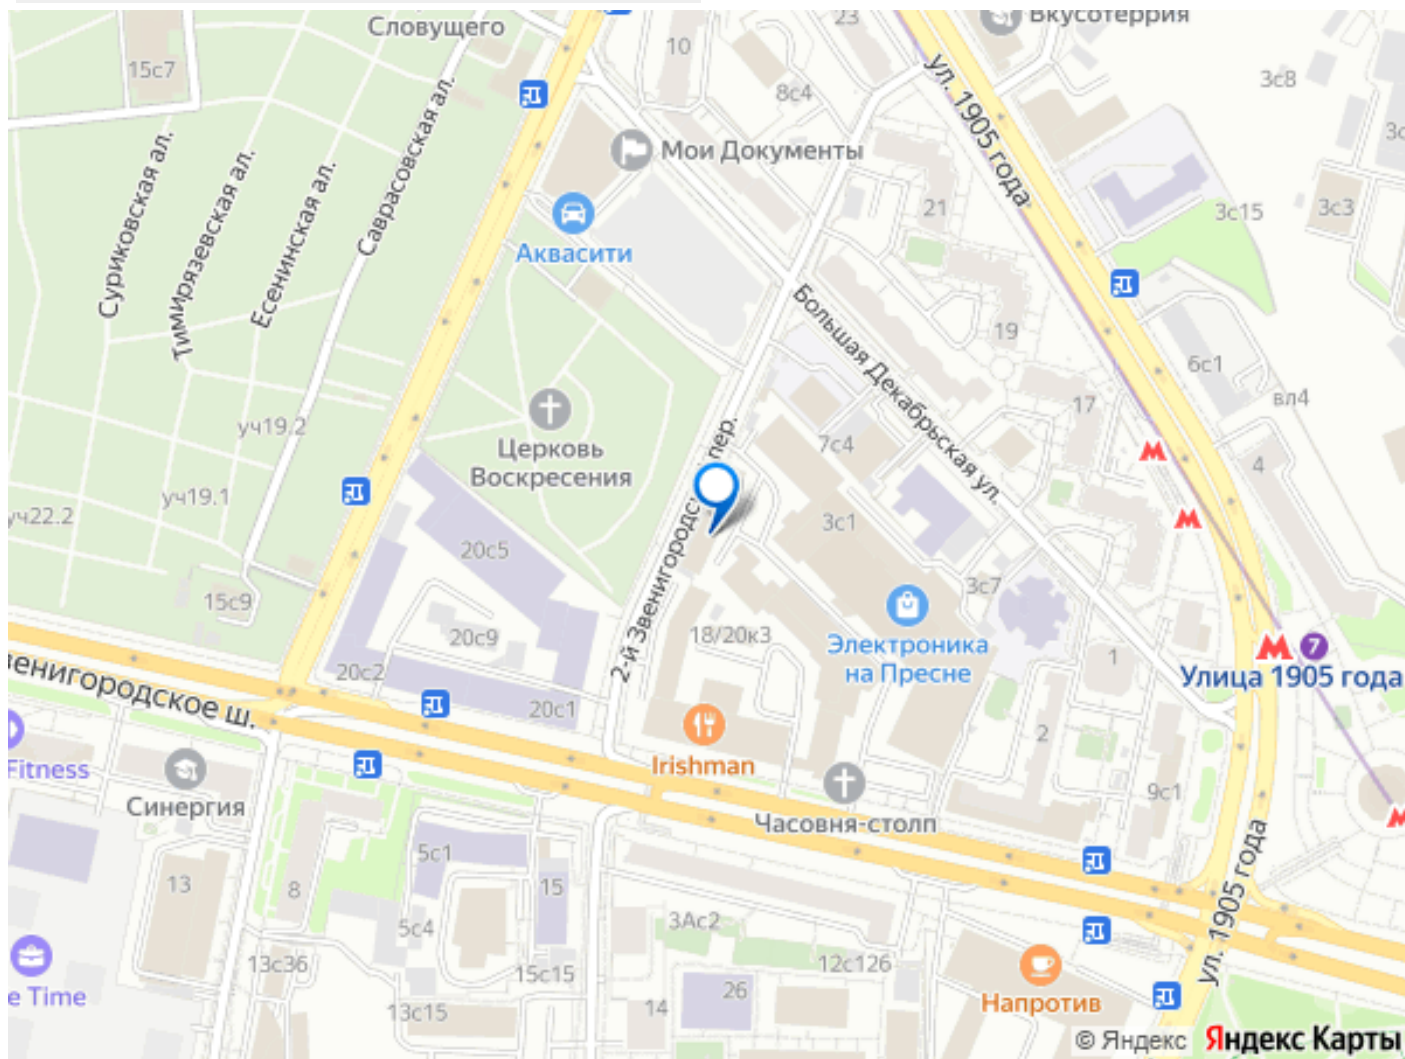 Словущего
23
Вкусотеррия
10
15с7
8с4
3с8
ул. 1905 года
Мои Документы
Суриковская ал.
Тимирязевская ал.
Есенинская ал.
Саврасовская ал.
21
3с15
3с3
Аквасити
Большая Декабрьская ул.
19
6с1
вл4
17
уч19.2
Церковь
Воскресения
7с4
4
уч19.1
уч22.2
3с1
20с5
3с7
15с9
20с9
18/20к3
2-й Звенигородс
пер.
Электроника
на Пресне
1
7
Улица 1905 года
20с2
20с1
венигородское ш.
2
Irishman
Fitness
Синергия
Часовня-столп
9с1
5с1
13
8
15
5с4
3Ас2
ул. 1905 года
13с36
15с15
12с126
e Time
26
14
13с15
Напротив
© Яндекс Яндекс Карты